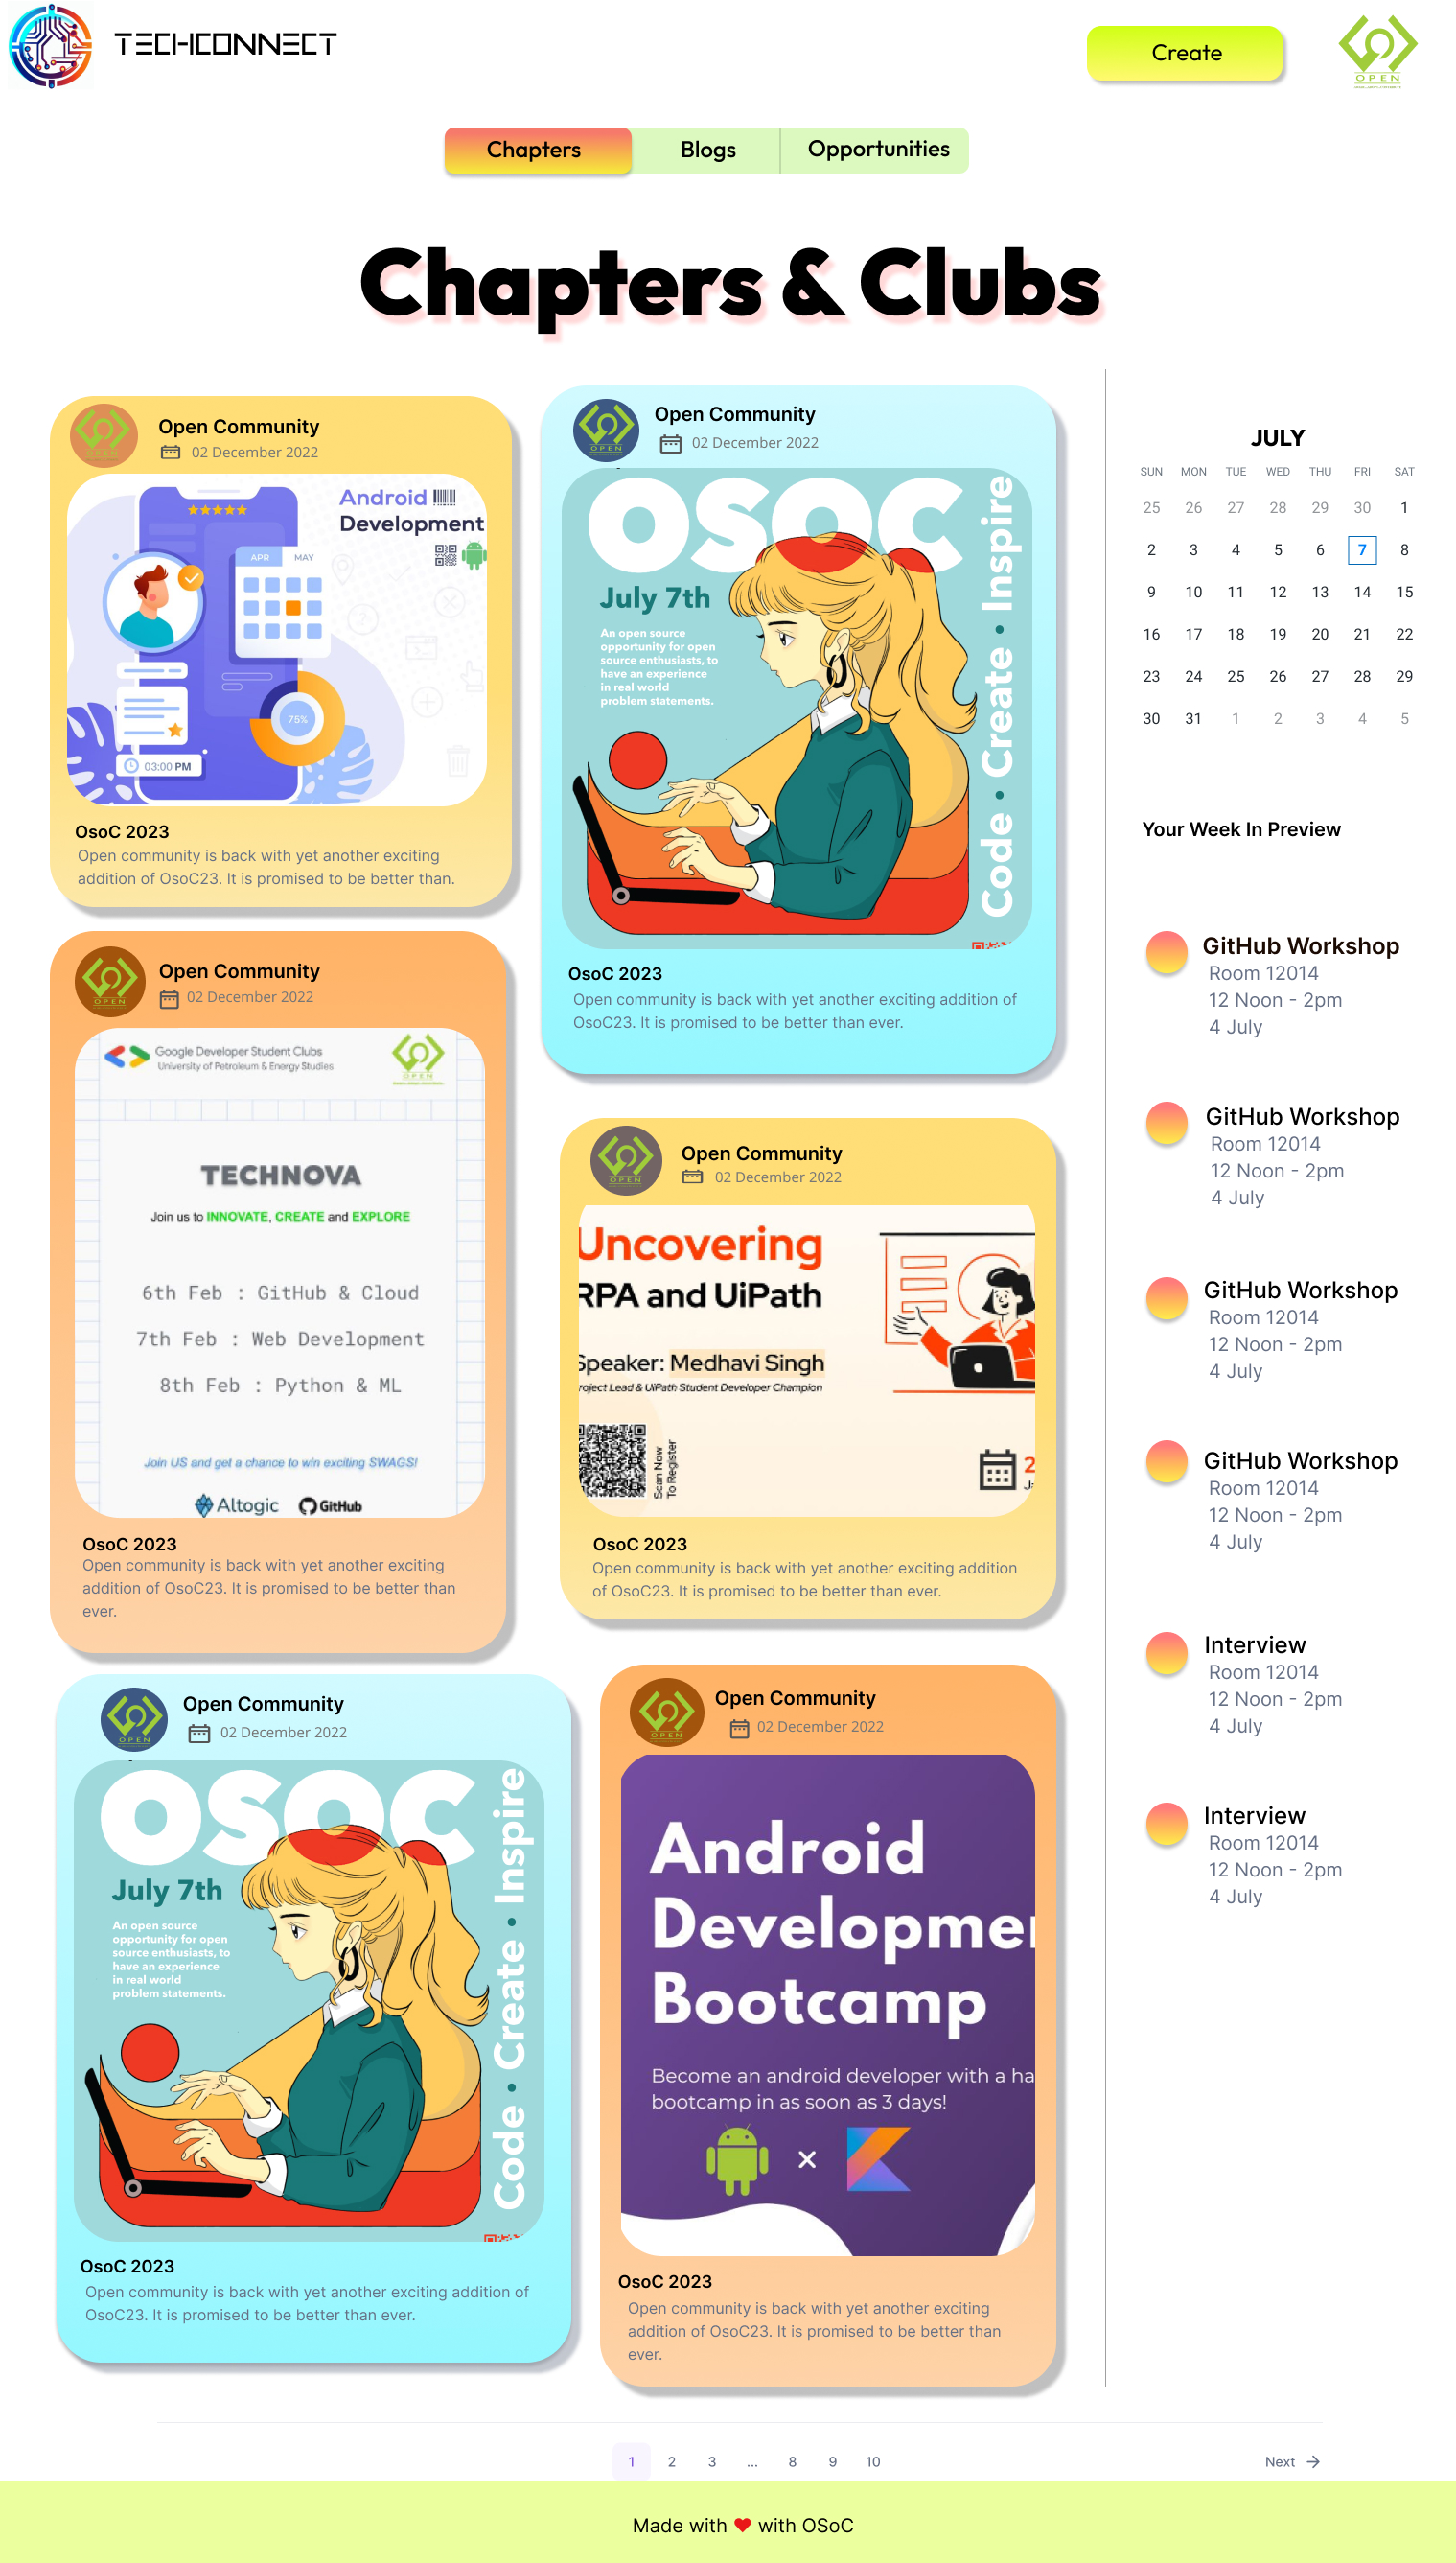 TECHCONNECT
Create
OPEN
Chapters
Blogs
Opportunities
Chapters & Clubs
OPEN
Open Community
02 December 2022
Android
Development
APR MAY
75%
03:00 PM
OsoC 2023
Open community is back with yet another exciting
addition of OsoC23. It is promised to be better than.
OPEN
Open Community
02 December 2022
OSOC
July 7th
An open source
opportunity for open
source enthusiasts, to
have an experience
in real world
problem statements.
Code • Create • Inspire
OsoC 2023
Open community is back with yet another exciting addition of
OsoC23. It is promised to be better than ever.
OPEN
Open Community
02 December 2022
Google Developer Student Clubs
University of Petroleum & Energy Studies
OPEN
TECHNOVA
Join us to INNOVATE, CREATE and EXPLORE
6th Feb : GitHub & Cloud
7th Feb : Web Development
8th Feb : Python & ML
Join US and get a chance to win exciting SWAGS!
Altogic GitHub
OsoC 2023
Open community is back with yet another exciting
addition of OsoC23. It is promised to be better than
ever.
OPEN
Open Community
02 December 2022
Uncovering
RPA and UiPath
Speaker: Medhavi Singh
roject Lead & UiPath Student Developer Champion
Scan Now
To Register
2
OsoC 2023
Open community is back with yet another exciting addition
of OsoC23. It is promised to be better than ever.
OPEN
Open Community
02 December 2022
OSOC
July 7th
An open source
opportunity for open
source enthusiasts, to
have an experience
in real world
problem statements.
Code • Create • Inspire
OsoC 2023
Open community is back with yet another exciting addition of
OsoC23. It is promised to be better than ever.
OPEN
Open Community
02 December 2022
Android
Developme
Bootcamp
Become an android developer with a ha
bootcamp in as soon as 3 days!
×
OsoC 2023
Open community is back with yet another exciting
addition of OsoC23. It is promised to be better than
ever.
JULY
SUN MON TUE WED THU FRI SAT
25 26 27 28 29 30 1
2 3 4 5 6 7 8
9 10 11 12 13 14 15
16 17 18 19 20 21 22
23 24 25 26 27 28 29
30 31 1 2 3 4 5
Your Week In Preview
GitHub Workshop
Room 12014
12 Noon - 2pm
4 July
GitHub Workshop
Room 12014
12 Noon - 2pm
4 July
GitHub Workshop
Room 12014
12 Noon - 2pm
4 July
GitHub Workshop
Room 12014
12 Noon - 2pm
4 July
Interview
Room 12014
12 Noon - 2pm
4 July
Interview
Room 12014
12 Noon - 2pm
4 July
1 2 3 ... 8 9 10
Next →
Made with ❤ with OSoC